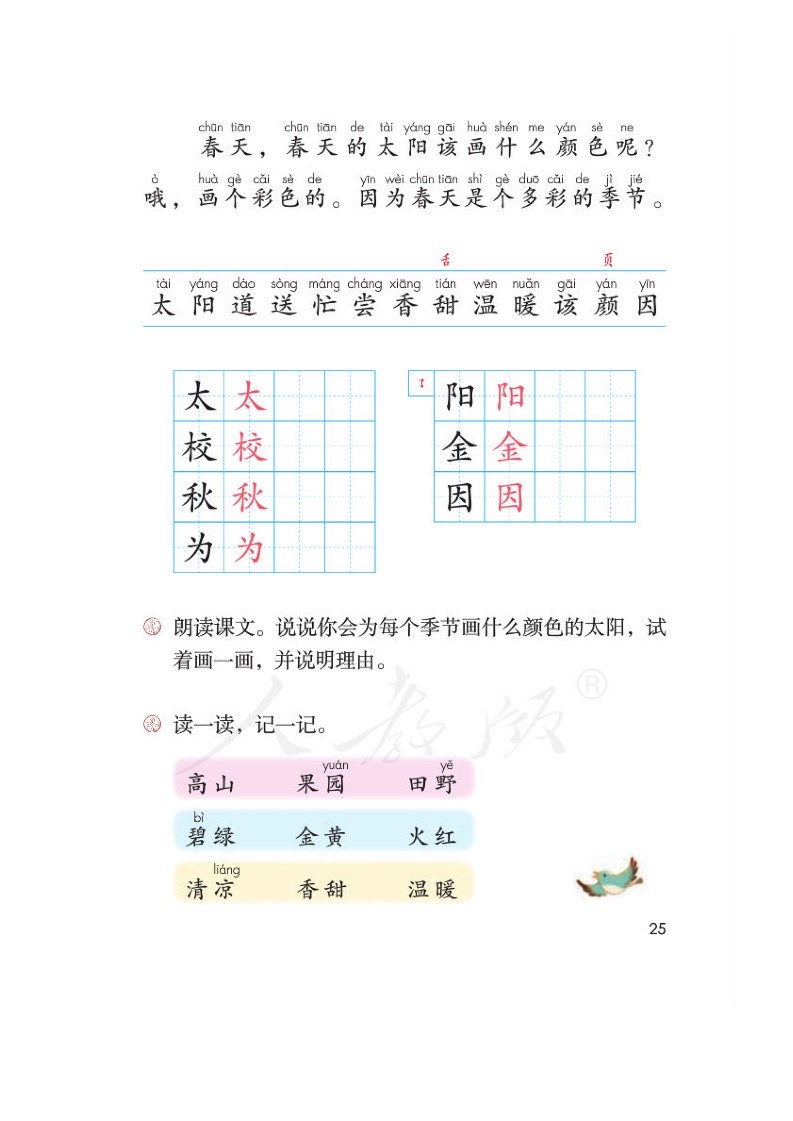 chūn tiān chūn tiān de tài yáng gāi huà shén me yán sè ne
春天，春天的太阳该画什么颜色呢？
ò huà gè cǎi sè de yīn wèi chūn tiān shì gè duō cǎi de jì jié
哦，画个彩色的。因为春天是个多彩的季节。
舌 页
tài yáng dào sòng máng cháng xiāng tián wēn nuǎn gāi yán yīn
太 阳 道 送 忙 尝 香 甜 温 暖 该 颜 因
太 太 阳 阳
校 校 金 金
秋 秋 因 因
为 为
朗读课文。说说你会为每个季节画什么颜色的太阳，试
着画一画，并说明理由。
读一读，记一记。
人教版®
yuán yě
高山 果园 田野
bì
碧绿 金黄 火红
liáng
清凉 香甜 温暖
25